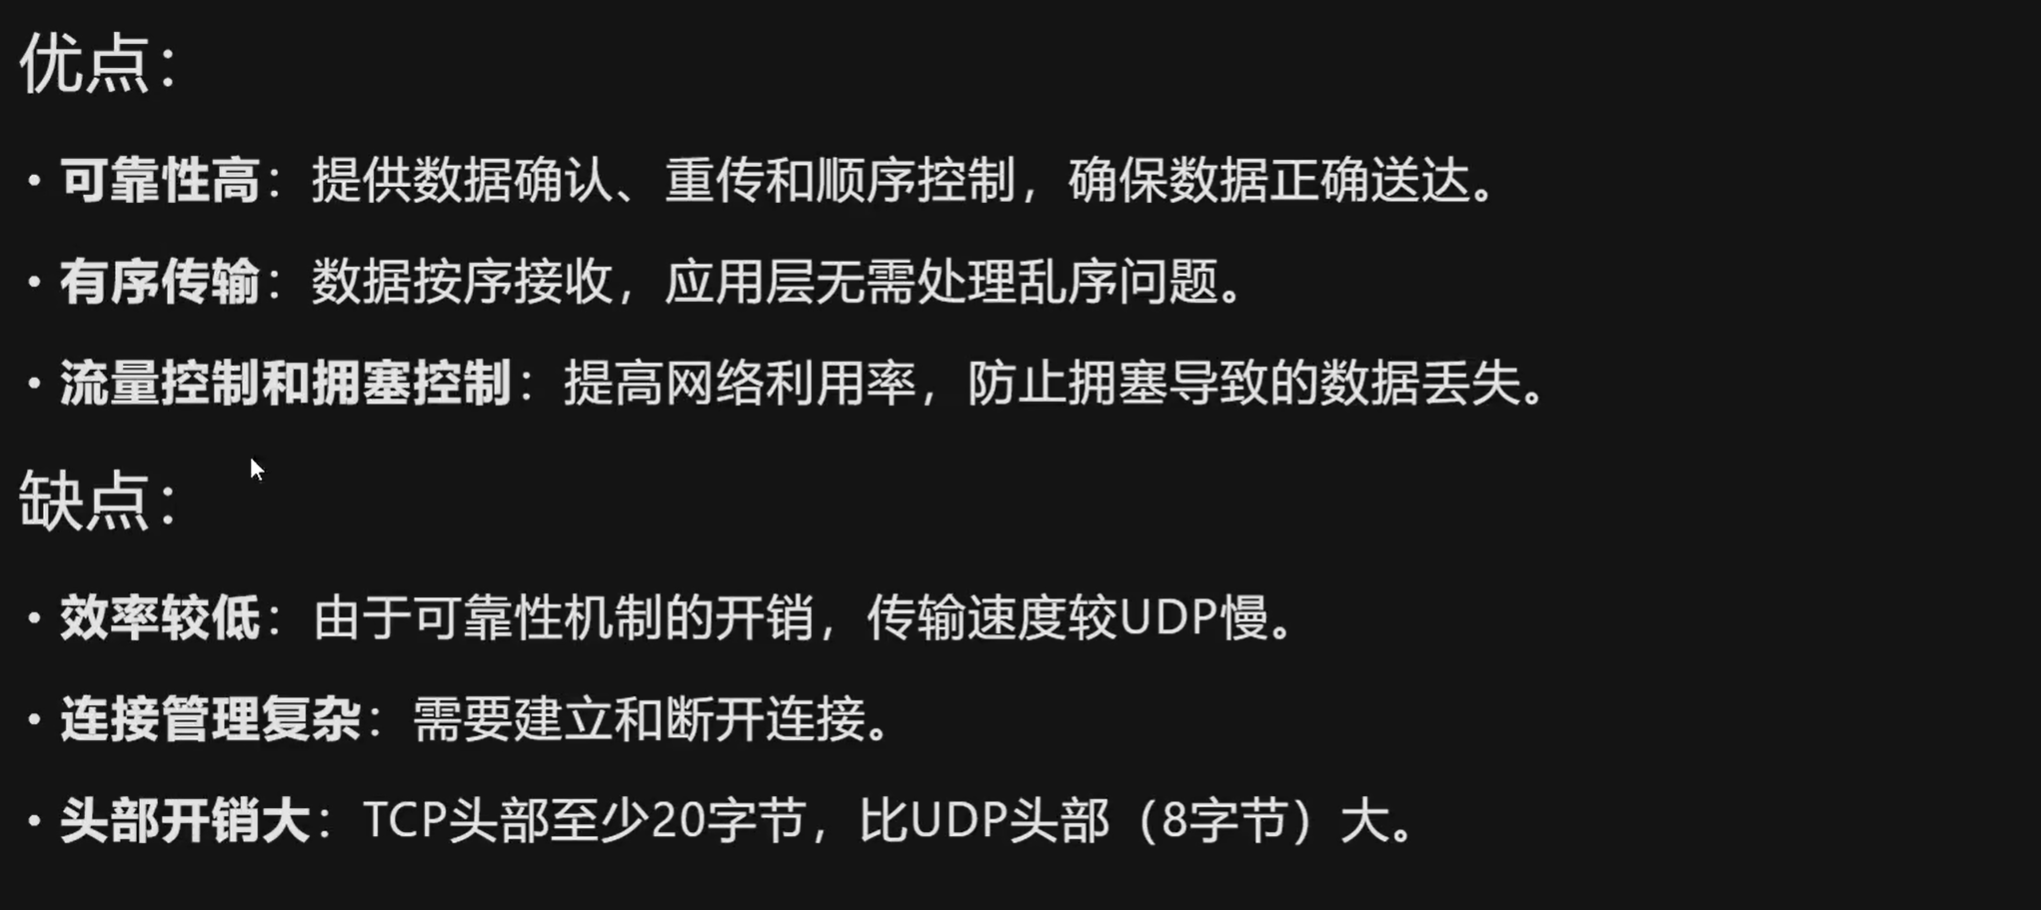 优点：
• 可靠性高：提供数据确认、重传和顺序控制，确保数据正确送达。
• 有序传输：数据按序接收，应用层无需处理乱序问题。
• 流量控制和拥塞控制：提高网络利用率，防止拥塞导致的数据丢失。
缺点：
• 效率较低：由于可靠性机制的开销，传输速度较UDP慢。
• 连接管理复杂：需要建立和断开连接。
• 头部开销大：TCP头部至少20字节，比UDP头部（8字节）大。